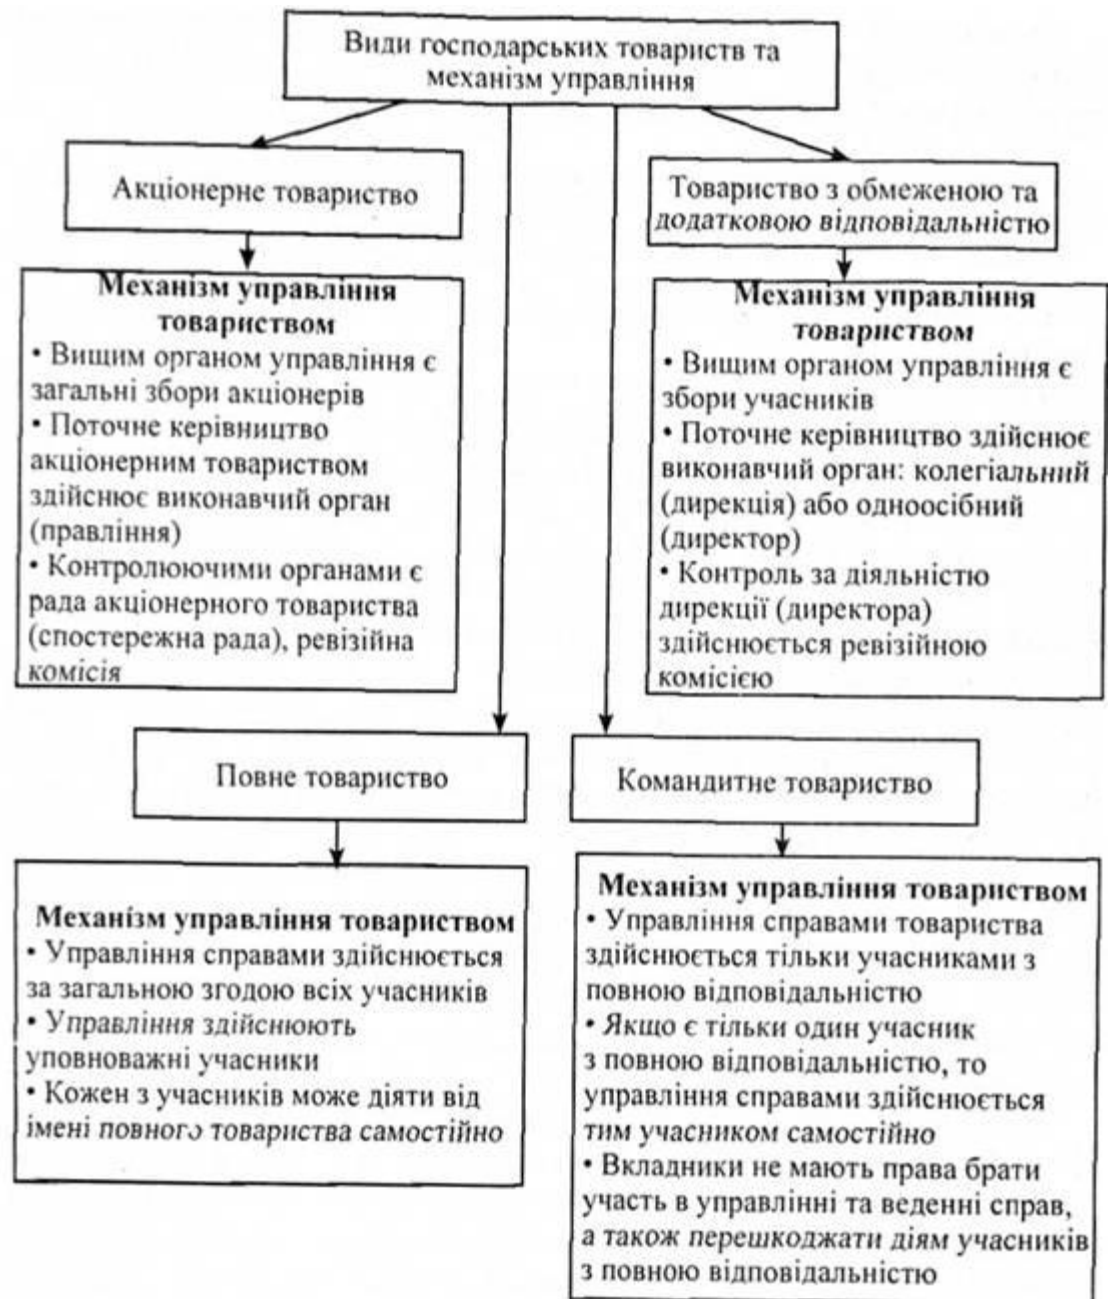 Види господарських товариств та
механізм управління
Акціонерне товариство
Товариство з обмеженою та
додатковою відповідальністю
Механізм управління
товариством
• Вищим органом управління є
загальні збори акціонерів
• Поточне керівництво
акціонерним товариством
здійснює виконавчий орган
(правління)
• Контролюючими органами є
рада акціонерного товариства
(спостережна рада), ревізійна
комісія
Механізм управління
товариством
• Вищим органом управління є
збори учасників
• Поточне керівництво здійснює
виконавчий орган: колегіальний
(дирекція) або одноосібний
(директор)
• Контроль за діяльністю
дирекції (директора)
здійснюється ревізійною
комісією
Повне товариство
Командитне товариство
Механізм управління товариством
• Управління справами здійснюється
за загальною згодою всіх учасників
• Управління здійснюють
уповноважні учасники
• Кожен з учасників може діяти від
імені повного товариства самостійно
Механізм управління товариством
• Управління справами товариства
здійснюється тільки учасниками з
повною відповідальністю
• Якщо є тільки один учасник
з повною відповідальністю, то
управління справами здійснюється
тим учасником самостійно
• Вкладники не мають права брати
участь в управлінні та веденні справ,
а також перешкоджати діям учасників
з повною відповідальністю